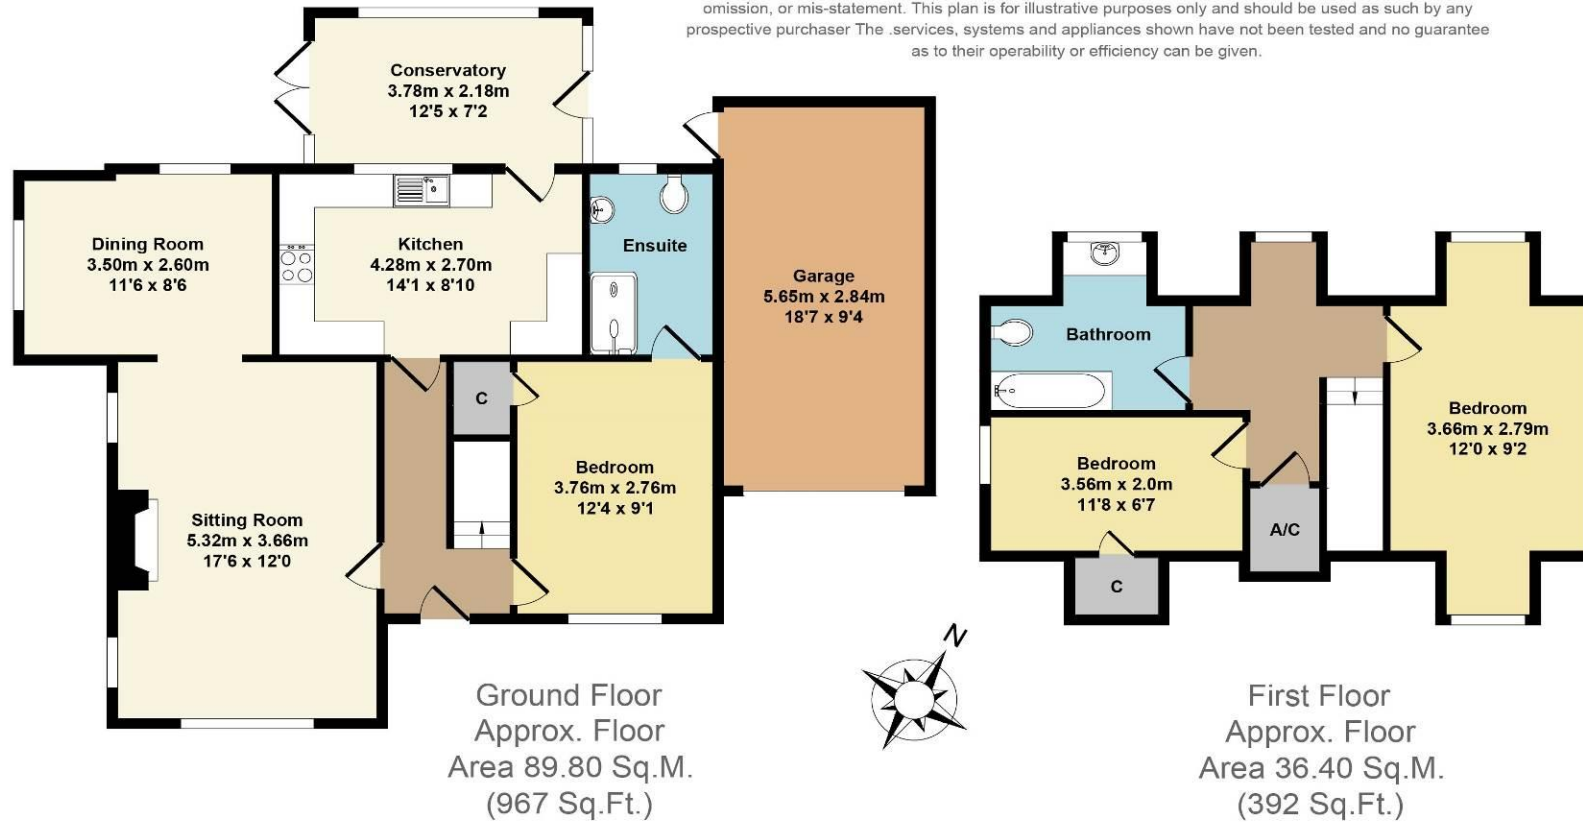 omission, or mis-statement. This plan is for illustrative purposes only and should be used as such by any
prospective purchaser The .services, systems and appliances shown have not been tested and no guarantee
as to their operability or efficiency can be given.
Conservatory
3.78m x 2.18m
12'5 x 7'2
Dining Room
3.50m x 2.60m
11'6 x 8'6
Kitchen
4.28m x 2.70m
14'1 x 8'10
Ensuite
Garage
5.65m x 2.84m
18'7 x 9'4
C
Bedroom
3.76m x 2.76m
12'4 x 9'1
Sitting Room
5.32m x 3.66m
17'6 x 12'0
Bathroom
Bedroom
3.66m x 2.79m
12'0 x 9'2
Bedroom
3.56m x 2.0m
11'8 x 6'7
A/C
C
N
Ground Floor
Approx. Floor
Area 89.80 Sq.M.
(967 Sq.Ft.)
First Floor
Approx. Floor
Area 36.40 Sq.M.
(392 Sq.Ft.)